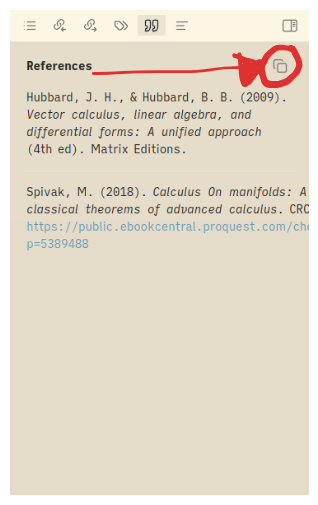 References
Hubbard, J. H., & Hubbard, B. B. (2009).
Vector calculus, linear algebra, and
differential forms: A unified approach
(4th ed). Matrix Editions.
Spivak, M. (2018). Calculus On manifolds: A
classical theorems of advanced calculus. CRC
https://public.ebookcentral.proquest.com/cho
p=5389488